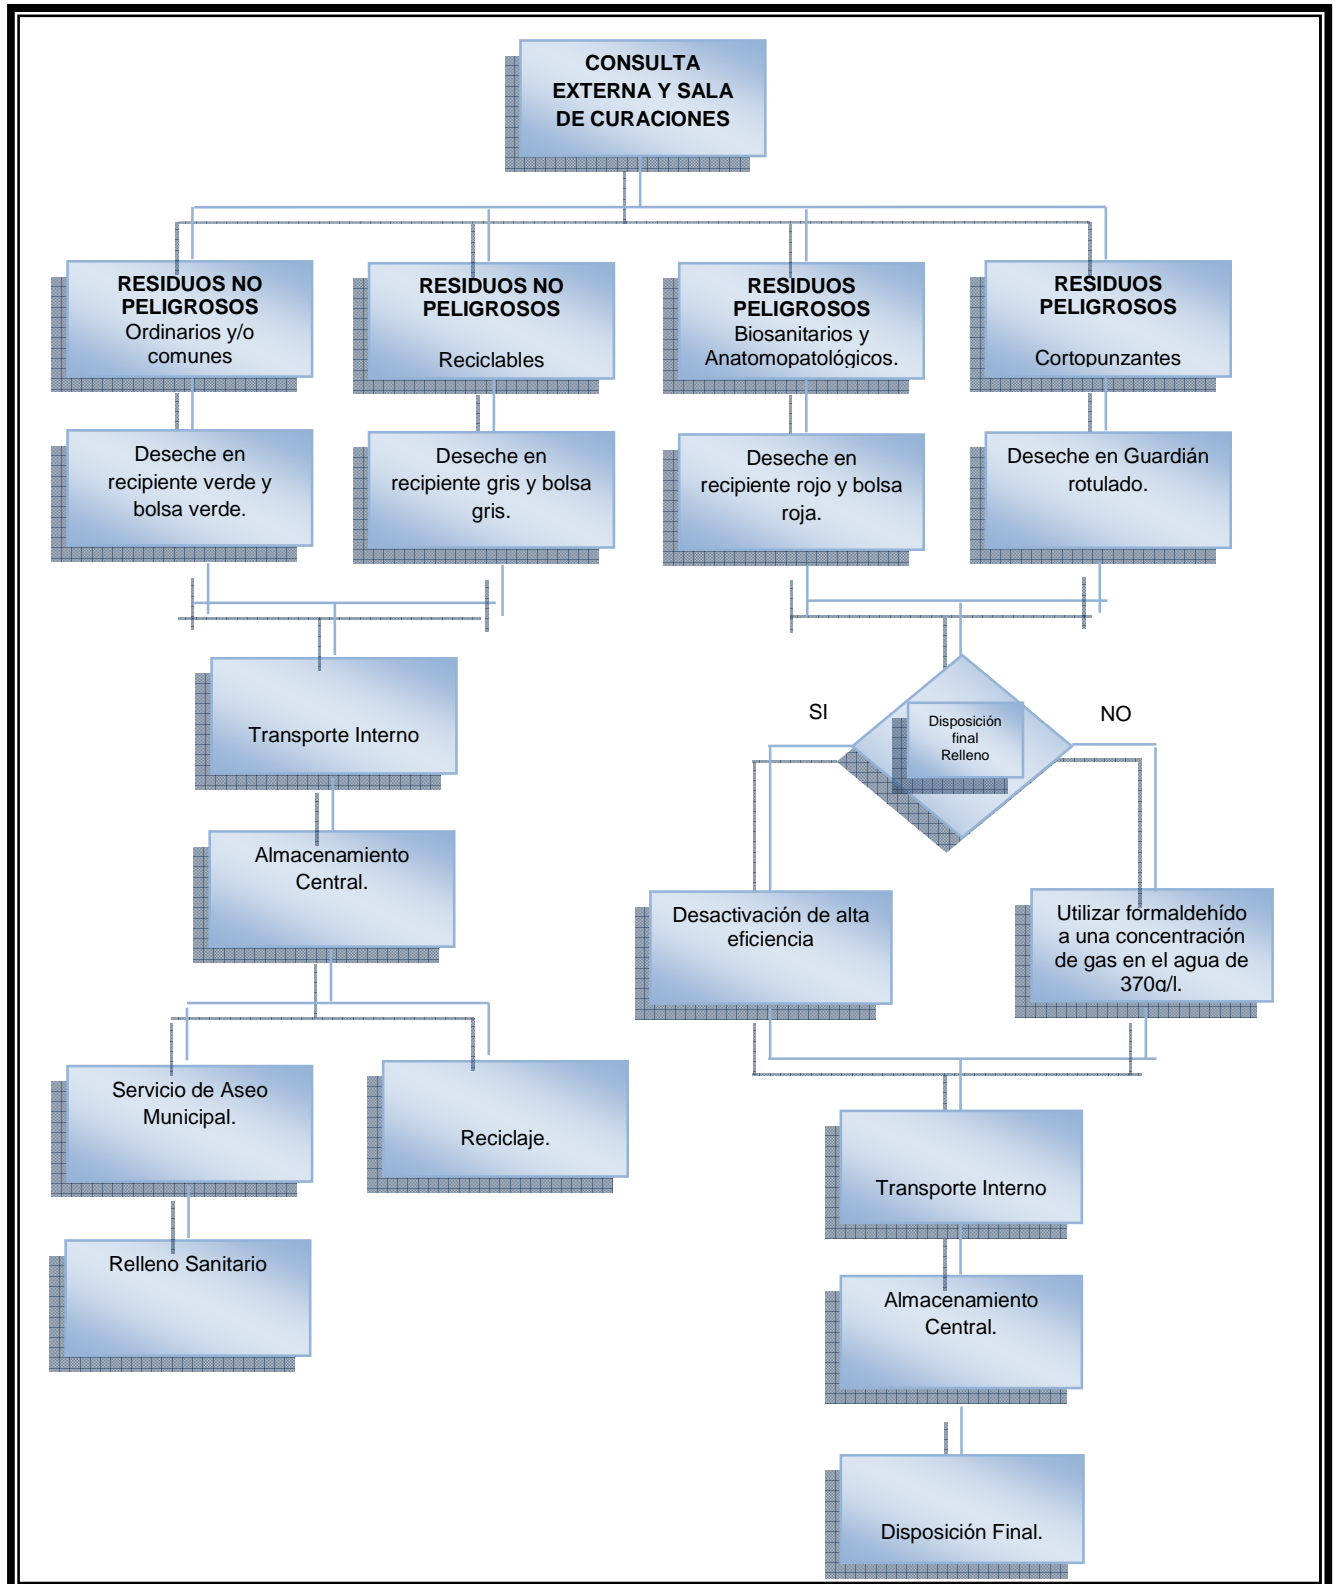 CONSULTA
EXTERNA Y SALA
DE CURACIONES
RESIDUOS NO
PELIGROSOS
Ordinarios y/o
comunes
RESIDUOS NO
PELIGROSOS
Reciclables
RESIDUOS
PELIGROSOS
Biosanitarios y
Anatomopatológicos.
RESIDUOS
PELIGROSOS
Cortopunzantes
Deseche en
recipiente verde y
bolsa verde.
Deseche en
recipiente gris y bolsa
gris.
Deseche en
recipiente rojo y bolsa
roja.
Deseche en Guardián
rotulado.
Transporte Interno
SI
Disposición
final
Relleno
NO
Almacenamiento
Central.
Desactivación de alta
eficiencia
Utilizar formaldehído
a una concentración
de gas en el agua de
370g/l.
Servicio de Aseo
Municipal.
Reciclaje.
Transporte Interno
Relleno Sanitario
Almacenamiento
Central.
Disposición Final.